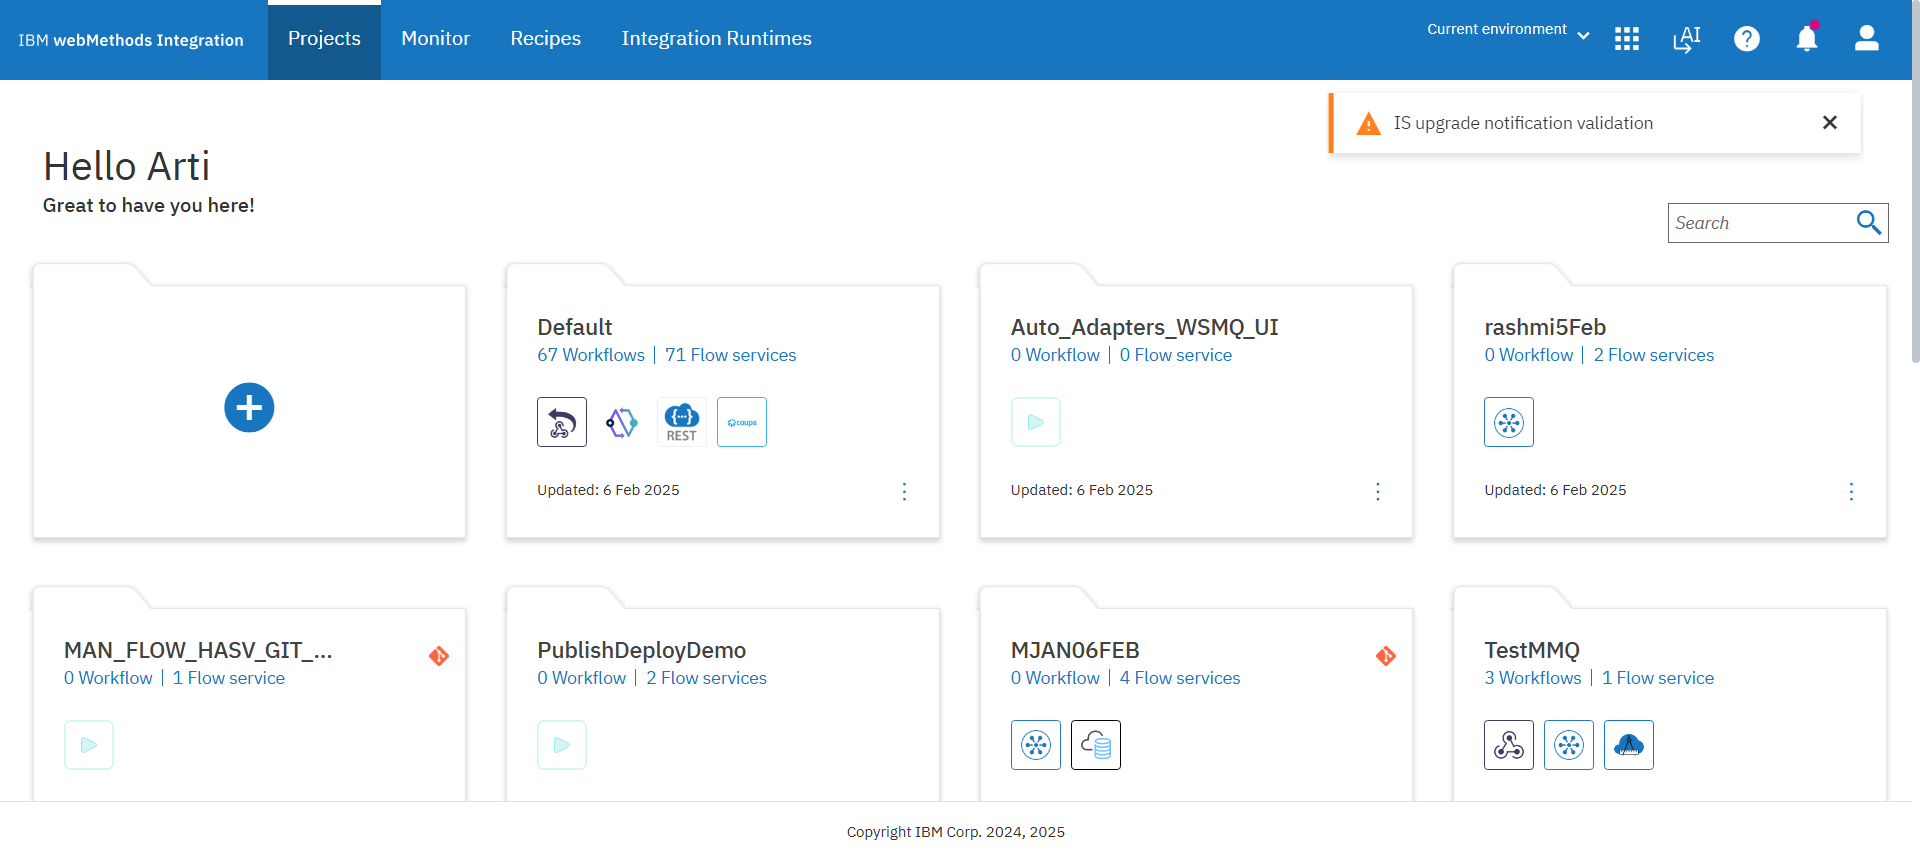 IBM webMethods Integration
Projects
Monitor
Recipes
Integration Runtimes
Current environment
AI
?
IS upgrade notification validation
Hello Arti
Great to have you here!
Search
Default
67 Workflows | 71 Flow services
{...}
REST
coupa
Updated: 6 Feb 2025
Auto_Adapters_WSMQ_UI
0 Workflow | 0 Flow service
Updated: 6 Feb 2025
rashmi5Feb
0 Workflow | 2 Flow services
Updated: 6 Feb 2025
MAN_FLOW_HASV_GIT_...
0 Workflow | 1 Flow service
PublishDeployDemo
0 Workflow | 2 Flow services
MJAN06FEB
0 Workflow | 4 Flow services
TestMMQ
3 Workflows | 1 Flow service
Copyright IBM Corp. 2024, 2025